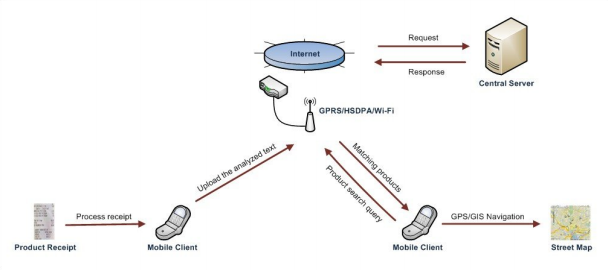 Request
Internet
Response
Central Server
GPRS/HSDPA/Wi-Fi
Upload the analyzed text
Matching products
Product search query
Process receipt
GPS/GIS Navigation
Product Receipt
Mobile Client
Mobile Client
Street Map